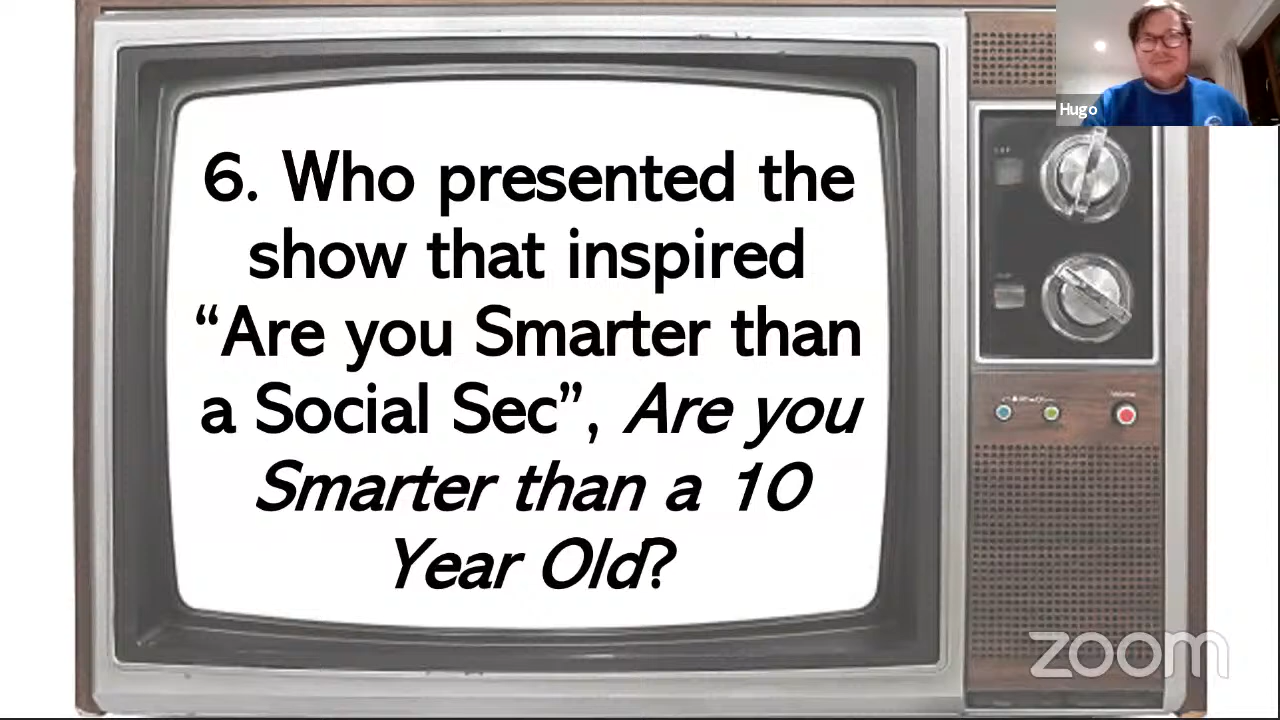 Hugo
6. Who presented the
show that inspired
“Are you Smarter than
a Social Sec”, Are you
Smarter than a 10
Year Old?
zoom